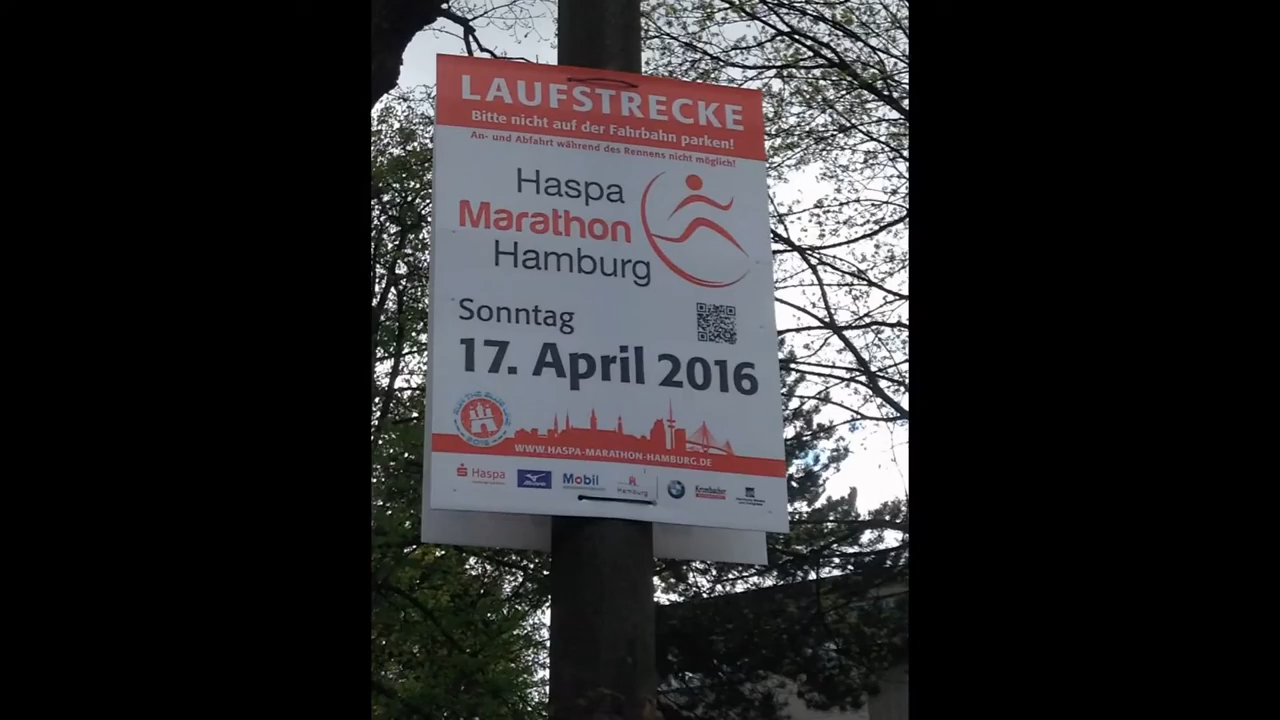 LAUFSTRECKE
Bitte nicht auf der Fahrbahn parken!
An- und Abfahrt während des Rennens nicht möglich!
Haspa
Marathon
Hamburg
Sonntag
17. April 2016
WWW.HASPA-MARATHON-HAMBURG.DE
Haspa
Mobil
Hamburg
Krombacher